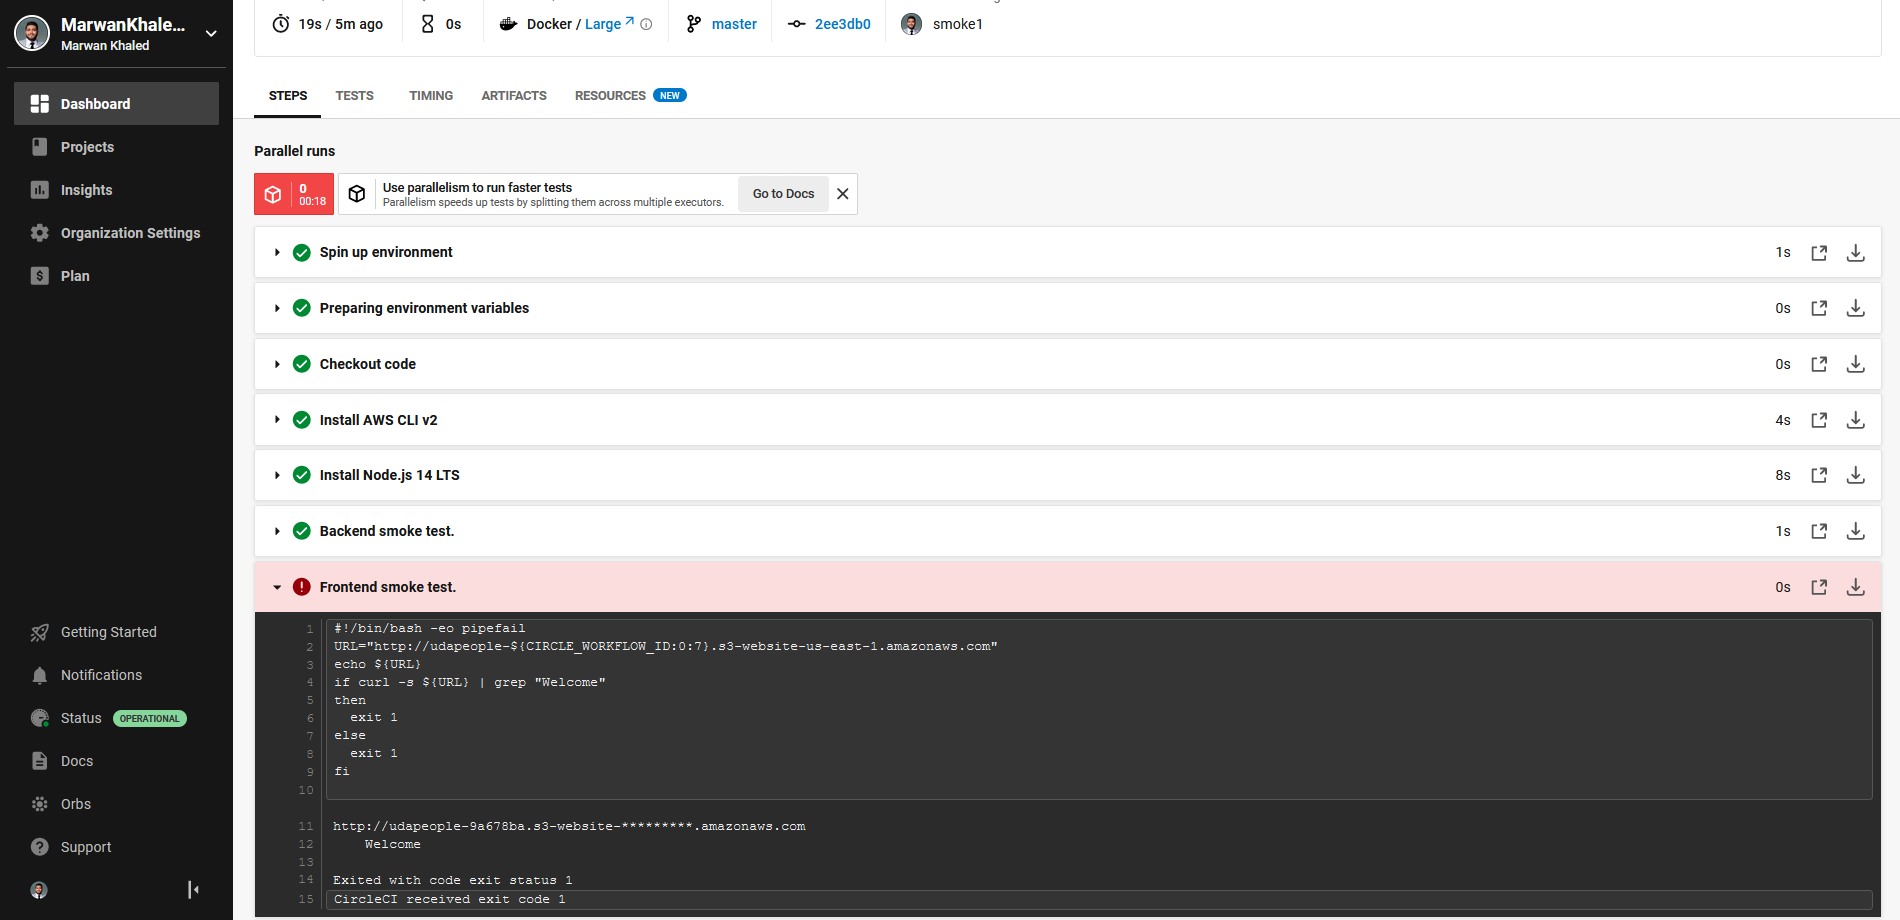 MarwanKhale...
Marwan Khaled
Dashboard
Projects
Insights
Organization Settings
Plan
Getting Started
Notifications
Status OPERATIONAL
Docs
Orbs
Support
19s / 5m ago
0s
Docker / Large
master
2ee3db0
smoke1
STEPS TESTS TIMING ARTIFACTS RESOURCES NEW
Parallel runs
0
00:18
Use parallelism to run faster tests
Parallelism speeds up tests by splitting them across multiple executors.
Go to Docs
Spin up environment 1s
Preparing environment variables 0s
Checkout code 0s
Install AWS CLI v2 4s
Install Node.js 14 LTS 8s
Backend smoke test. 1s
Frontend smoke test. 0s
1 #!/bin/bash -eo pipefail
2 URL="http://udapeople-${CIRCLE_WORKFLOW_ID:0:7}.s3-website-us-east-1.amazonaws.com"
3 echo ${URL}
4 if curl -s ${URL} | grep "Welcome"
5 then
6 exit 1
7 else
8 exit 1
9 fi
10
11 http://udapeople-9a678ba.s3-website-*********.amazonaws.com
12 Welcome
13
14 Exited with code exit status 1
15 CircleCI received exit code 1